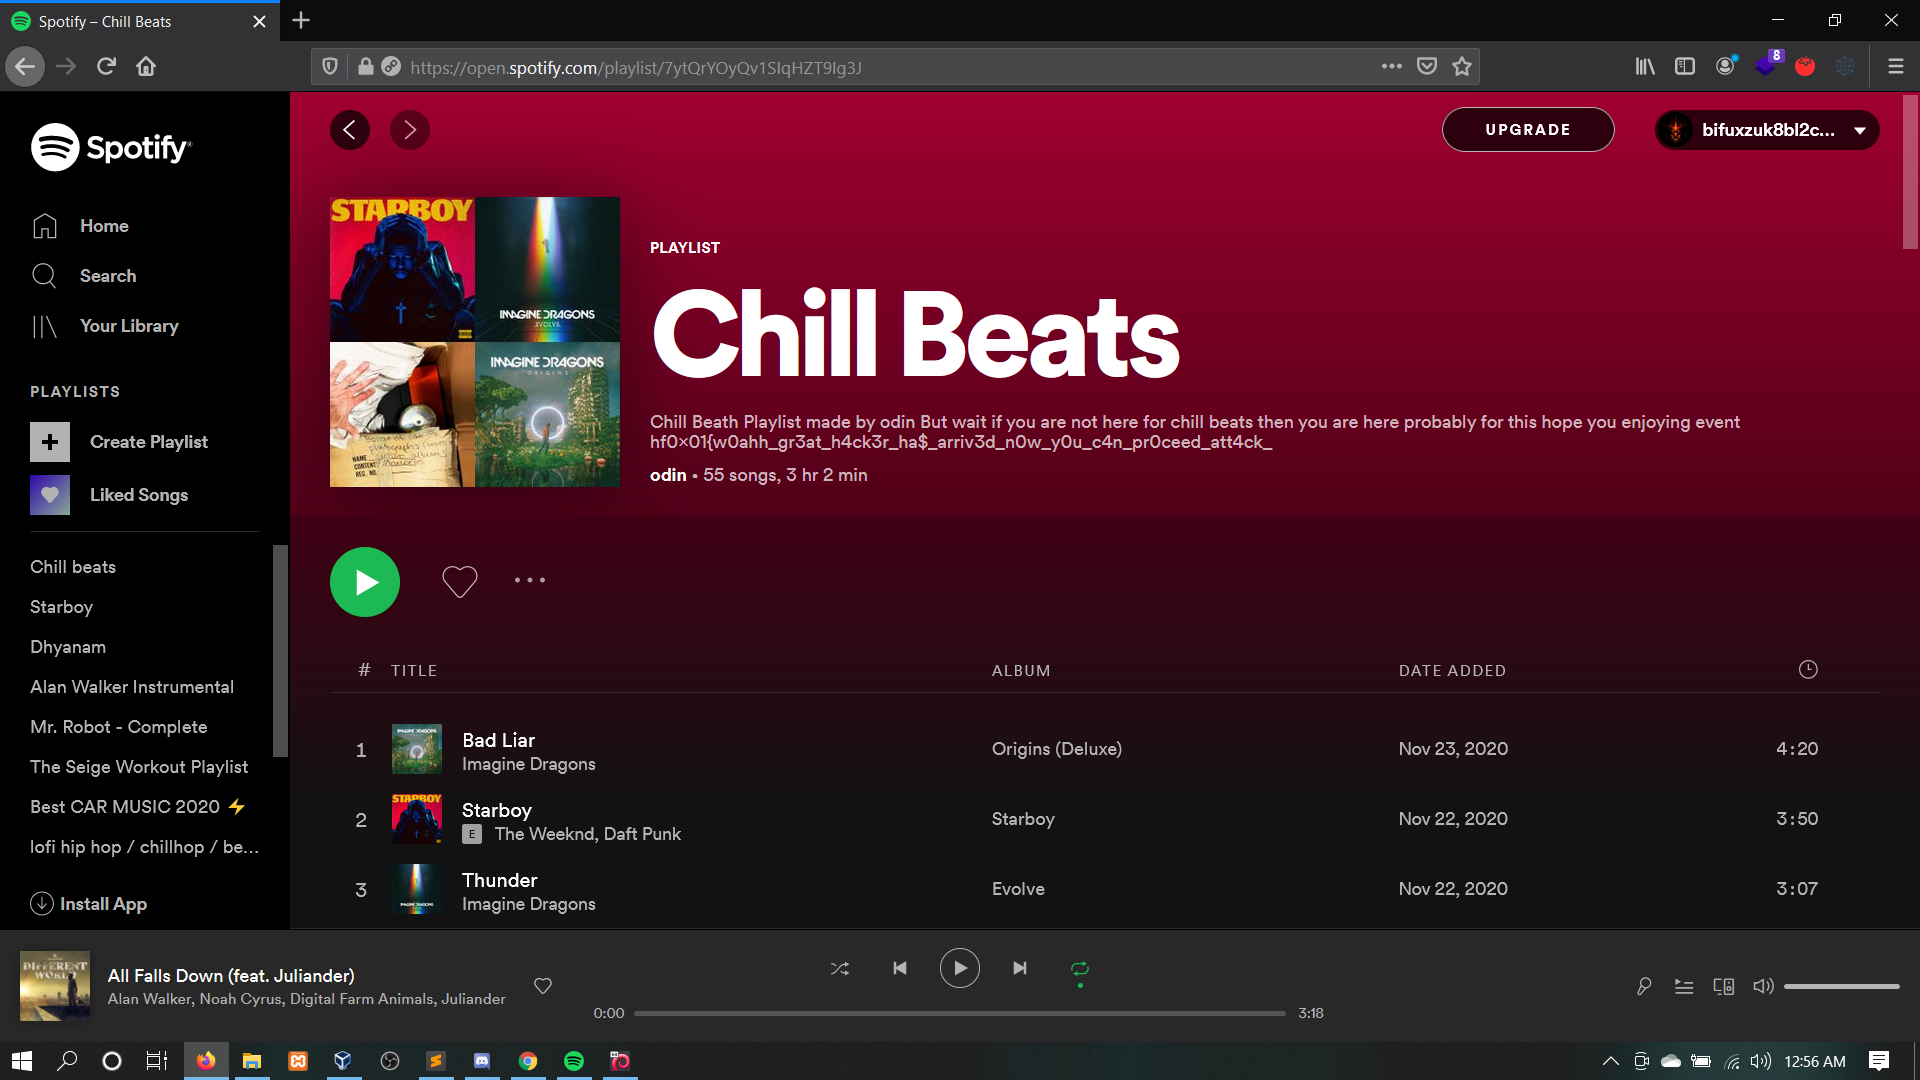 Spotify – Chill Beats
https://open.spotify.com/playlist/7ytQrYOyQv1SIqHZT9Ig3J
8
Spotify
UPGRADE
bifuxzuk8bl2c...
Home
Search
Your Library
PLAYLISTS
Create Playlist
Liked Songs
Chill beats
Starboy
Dhyanam
Alan Walker Instrumental
Mr. Robot - Complete
The Seige Workout Playlist
Best CAR MUSIC 2020 ⚡
lofi hip hop / chillhop / be...
Install App
STARBOY
IMAGINE DRAGONS
EVOLVE
IMAGINE DRAGONS
ORIGINS
PLAYLIST
Chill Beats
Chill Beath Playlist made by odin But wait if you are not here for chill beats then you are here probably for this hope you enjoying event
hf0×01{w0ahh_gr3at_h4ck3r_ha$_arriv3d_n0w_y0u_c4n_pr0ceed_att4ck_
odin • 55 songs, 3 hr 2 min
# TITLE ALBUM DATE ADDED
1 Bad Liar Origins (Deluxe) Nov 23, 2020 4:20
Imagine Dragons
2 Starboy Starboy Nov 22, 2020 3:50
E The Weeknd, Daft Punk
3 Thunder Evolve Nov 22, 2020 3:07
Imagine Dragons
DIFFERENT WORLD
All Falls Down (feat. Juliander)
Alan Walker, Noah Cyrus, Digital Farm Animals, Juliander
0:00 3:18
12:56 AM